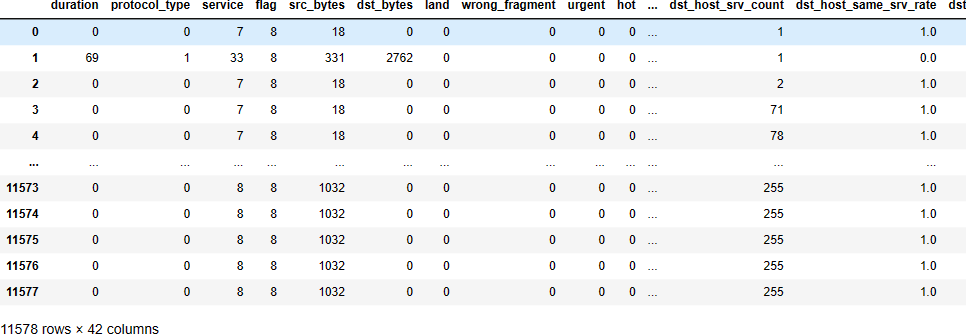 duration protocol_type service flag src_bytes dst_bytes land wrong_fragment urgent hot ... dst_host_srv_count dst_host_same_srv_rate dst
0 0 0 7 8 18 0 0 0 0 0 ... 1 1.0
1 69 1 33 8 331 2762 0 0 0 0 ... 1 0.0
2 0 0 7 8 18 0 0 0 0 0 ... 2 1.0
3 0 0 7 8 18 0 0 0 0 0 ... 71 1.0
4 0 0 7 8 18 0 0 0 0 0 ... 78 1.0
... ... ... ... ... ... ... ... ... ... ... ... ... ...
11573 0 0 8 8 1032 0 0 0 0 0 ... 255 1.0
11574 0 0 8 8 1032 0 0 0 0 0 ... 255 1.0
11575 0 0 8 8 1032 0 0 0 0 0 ... 255 1.0
11576 0 0 8 8 1032 0 0 0 0 0 ... 255 1.0
11577 0 0 8 8 1032 0 0 0 0 0 ... 255 1.0
11578 rows × 42 columns